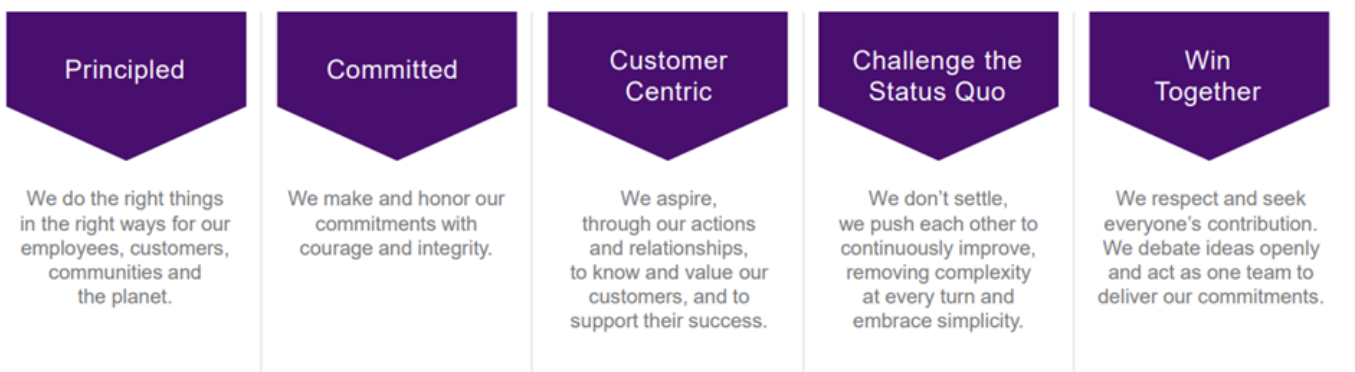 Principled
We do the right things
in the right ways for our
employees, customers,
communities and
the planet.
Committed
We make and honor our
commitments with
courage and integrity.
Customer
Centric
We aspire,
through our actions
and relationships,
to know and value our
customers, and to
support their success.
Challenge the
Status Quo
We don’t settle,
we push each other to
continuously improve,
removing complexity
at every turn and
embrace simplicity.
Win
Together
We respect and seek
everyone’s contribution.
We debate ideas openly
and act as one team to
deliver our commitments.